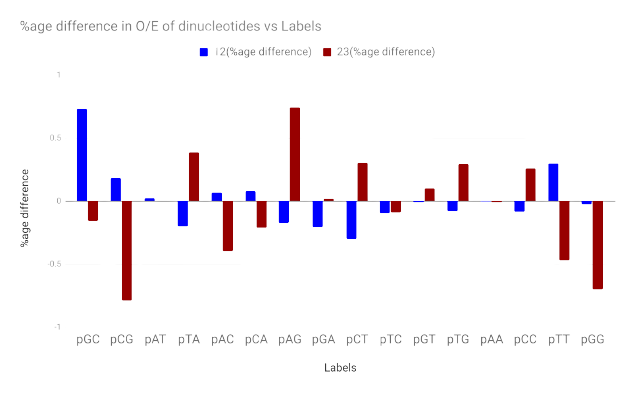 %age difference in O/E of dinucleotides vs Labels
12(%age difference) 23(%age difference)
1
0.5
0
-0.5
-1
%age difference
pGC pCG pAT pTA pAC pCA pAG pGA pCT pTC pGT pTG pAA pCC pTT pGG
Labels